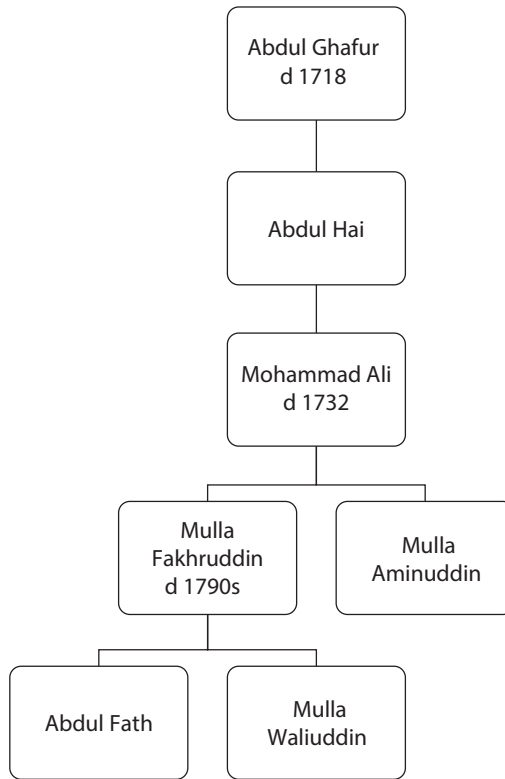 Abdul Ghafur
d 1718
Abdul Hai
Mohammad Ali
d 1732
Mulla
Fakhruddin
d 1790s
Mulla
Aminuddin
Abdul Fath
Mulla
Waliuddin